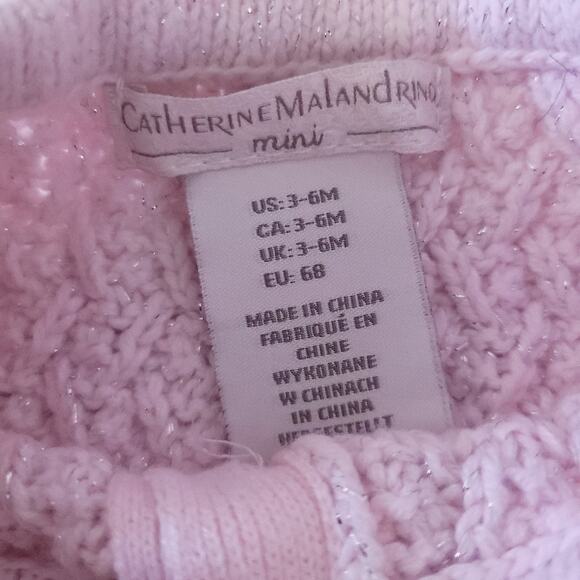 CATHERINE MALANDRINO
mini
US: 3-6M
CA: 3-6M
UK: 3-6M
EU: 68
MADE IN CHINA
FABRIQUÉ EN
CHINE
WYKONANE
W CHINACH
IN CHINA
HERGESTELLT